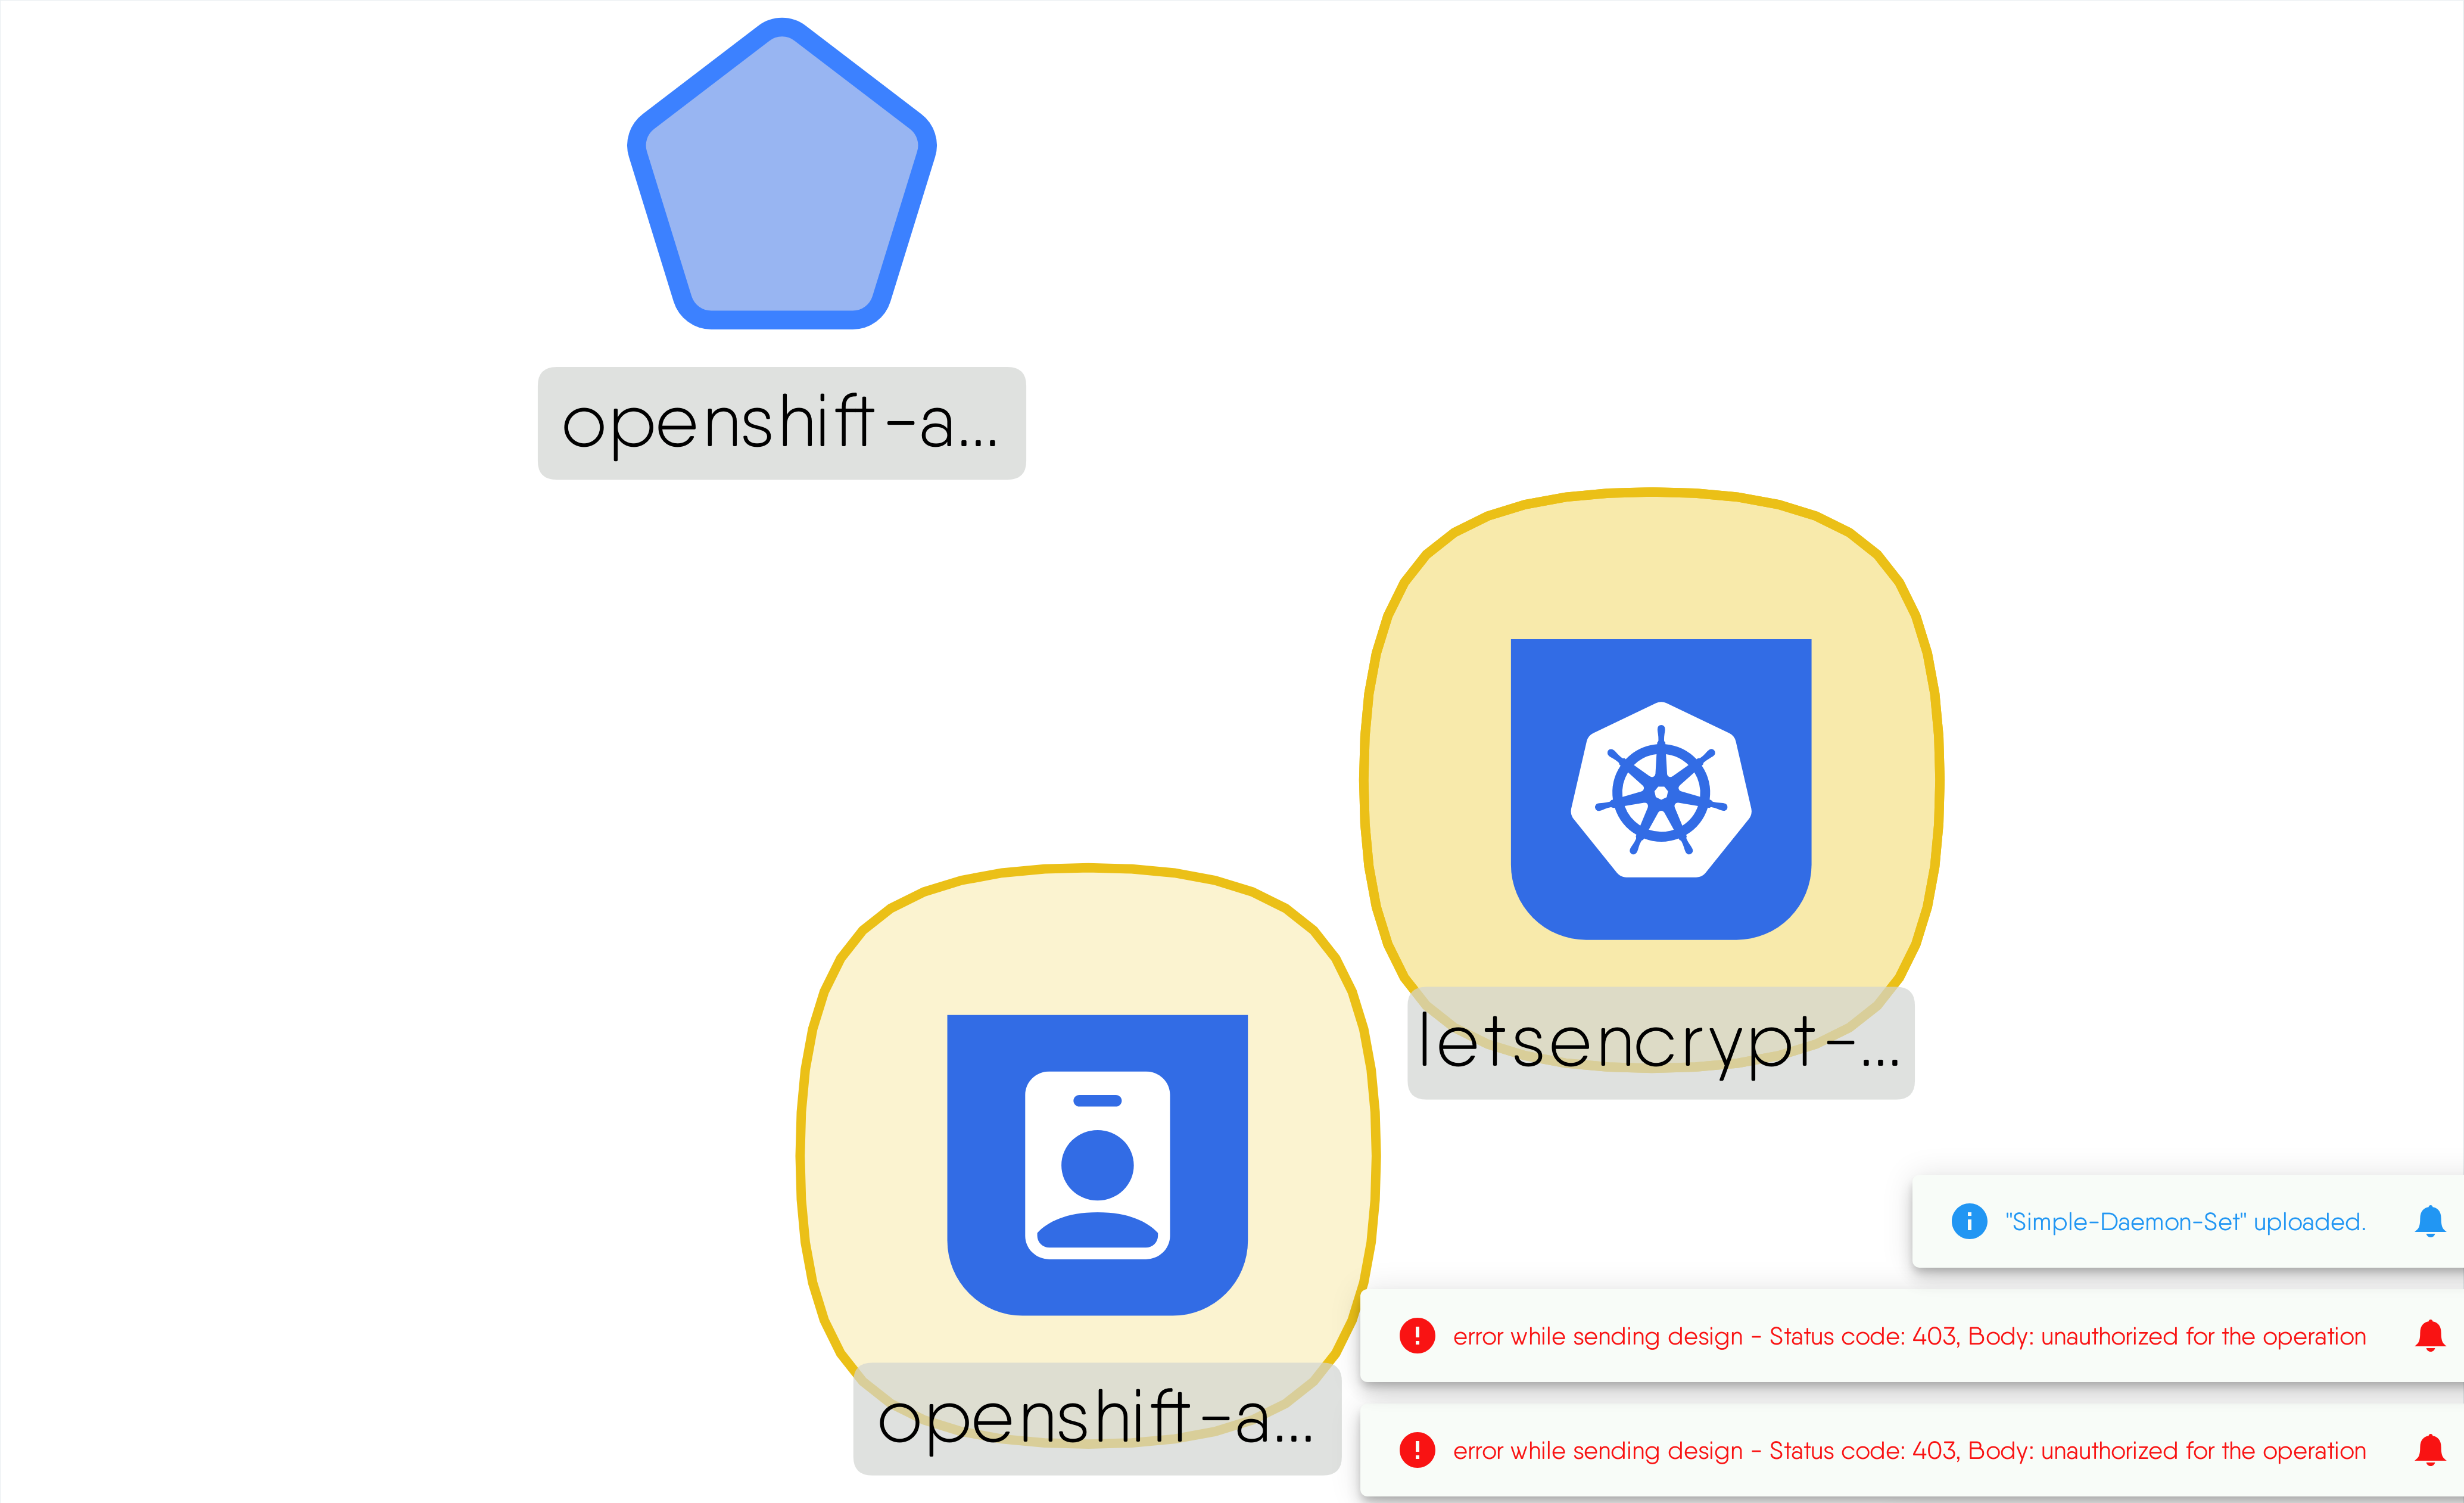 openshift-a...
letsencrypt-...
openshift-a...
"Simple-Daemon-Set" uploaded.
error while sending design - Status code: 403, Body: unauthorized for the operation
error while sending design - Status code: 403, Body: unauthorized for the operation